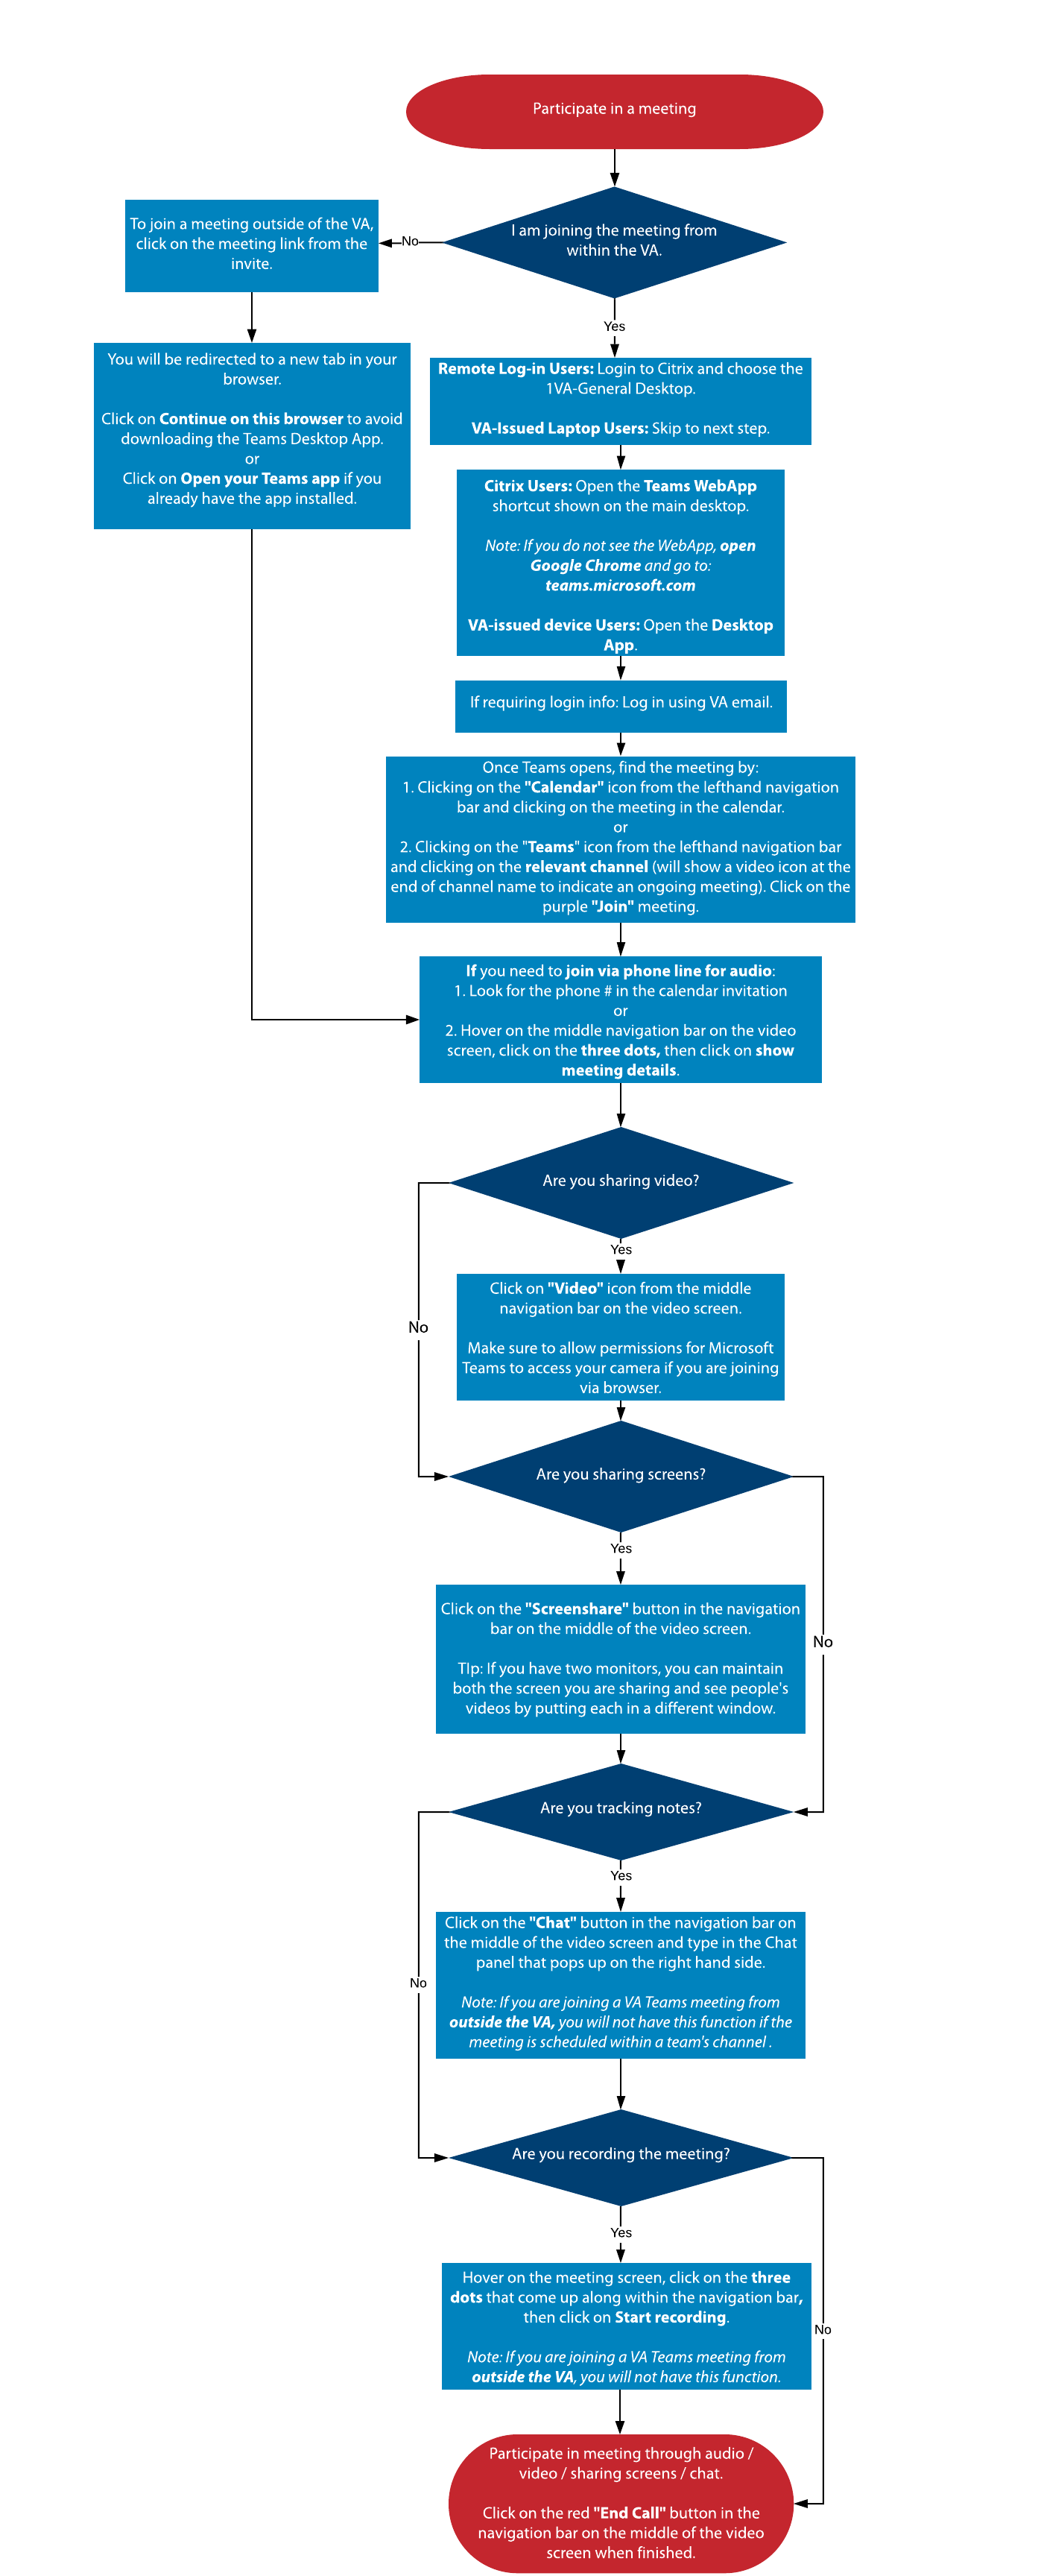 Participate in a meeting
I am joining the meeting from
within the VA.
No
To join a meeting outside of the VA,
click on the meeting link from the
invite.
You will be redirected to a new tab in your
browser.
Click on Continue on this browser to avoid
downloading the Teams Desktop App.
or
Click on Open your Teams app if you
already have the app installed.
Yes
Remote Log-in Users: Login to Citrix and choose the
1VA-General Desktop.
VA-Issued Laptop Users: Skip to next step.
Citrix Users: Open the Teams WebApp
shortcut shown on the main desktop.
Note: If you do not see the WebApp, open
Google Chrome and go to:
teams.microsoft.com
VA-issued device Users: Open the Desktop
App.
If requiring login info: Log in using VA email.
Once Teams opens, find the meeting by:
1. Clicking on the "Calendar" icon from the lefthand navigation
bar and clicking on the meeting in the calendar.
or
2. Clicking on the "Teams" icon from the lefthand navigation bar
and clicking on the relevant channel (will show a video icon at the
end of channel name to indicate an ongoing meeting). Click on the
purple "Join" meeting.
If you need to join via phone line for audio:
1. Look for the phone # in the calendar invitation
or
2. Hover on the middle navigation bar on the video
screen, click on the three dots, then click on show
meeting details.
Are you sharing video?
Yes
No
Click on "Video" icon from the middle
navigation bar on the video screen.
Make sure to allow permissions for Microsoft
Teams to access your camera if you are joining
via browser.
Are you sharing screens?
Yes
No
Click on the "Screenshare" button in the navigation
bar on the middle of the video screen.
TIp: If you have two monitors, you can maintain
both the screen you are sharing and see people's
videos by putting each in a different window.
Are you tracking notes?
Yes
No
Click on the "Chat" button in the navigation bar on
the middle of the video screen and type in the Chat
panel that pops up on the right hand side.
Note: If you are joining a VA Teams meeting from
outside the VA, you will not have this function if the
meeting is scheduled within a team's channel .
Are you recording the meeting?
Yes
No
Hover on the meeting screen, click on the three
dots that come up along within the navigation bar,
then click on Start recording.
Note: If you are joining a VA Teams meeting from
outside the VA, you will not have this function.
Participate in meeting through audio /
video / sharing screens / chat.
Click on the red "End Call" button in the
navigation bar on the middle of the video
screen when finished.